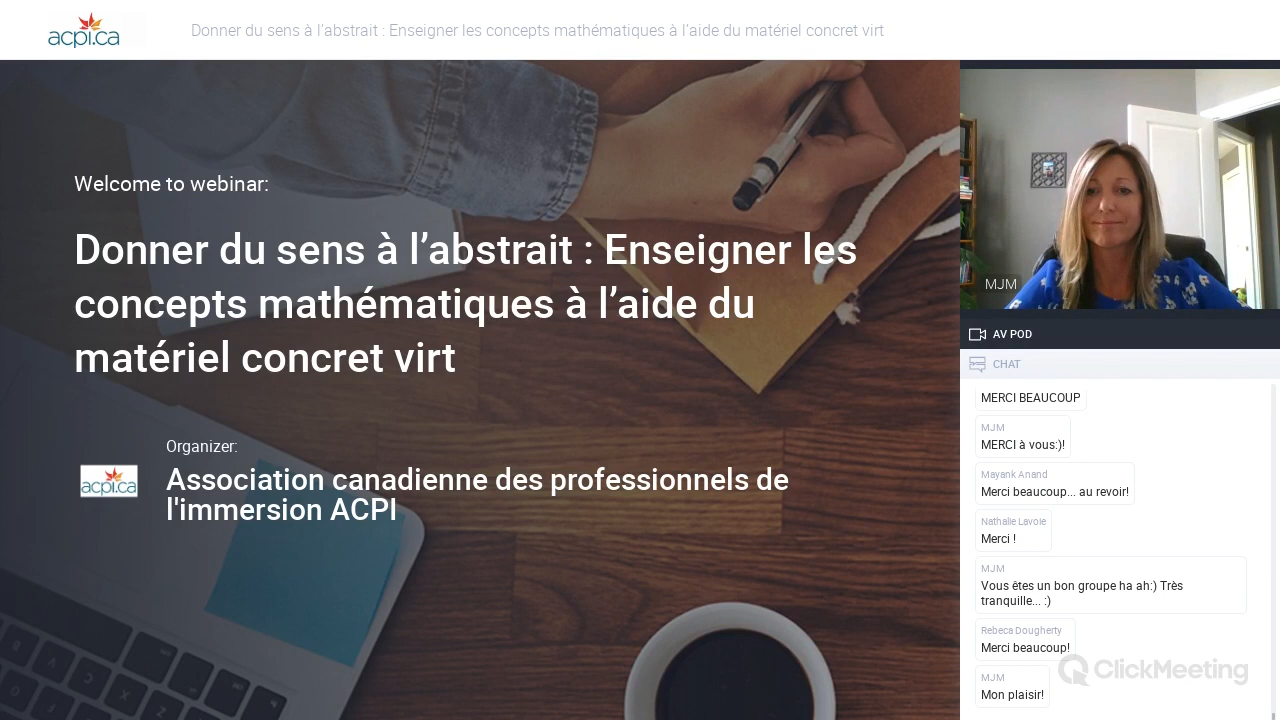 acpi.ca
Donner du sens à l'abstrait : Enseigner les concepts mathématiques à l'aide du matériel concret virt
Welcome to webinar:
Donner du sens à l’abstrait : Enseigner les
concepts mathématiques à l’aide du
matériel concret virt
Organizer:
acpi.ca
Association canadienne des professionnels de
l'immersion ACPI
MJM
AV POD
CHAT
MERCI BEAUCOUP
MJM
MERCI à vous:)!
Mayank Anand
Merci beaucoup... au revoir!
Nathalie Lavoie
Merci !
MJM
Vous êtes un bon groupe ha ah:) Très
tranquille... :)
Rebeca Dougherty
Merci beaucoup!
MJM
Mon plaisir!
ClickMeeting